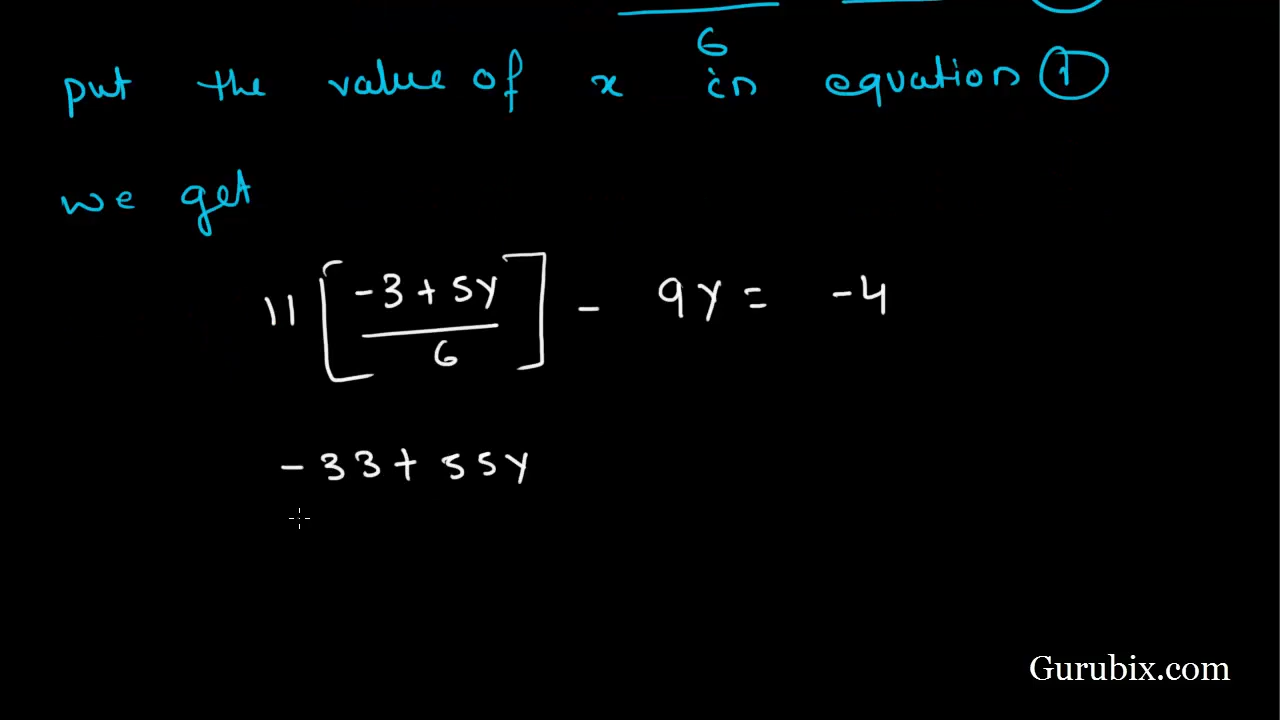 6
put the value of x in equation ①
we get
11 [ -3 + 5y / 6 ] - 9y = -4
-33 + 55y
Gurubix.com